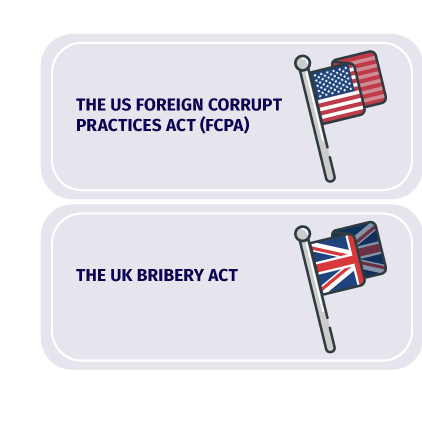 THE US FOREIGN CORRUPT
PRACTICES ACT (FCPA)
THE UK BRIBERY ACT